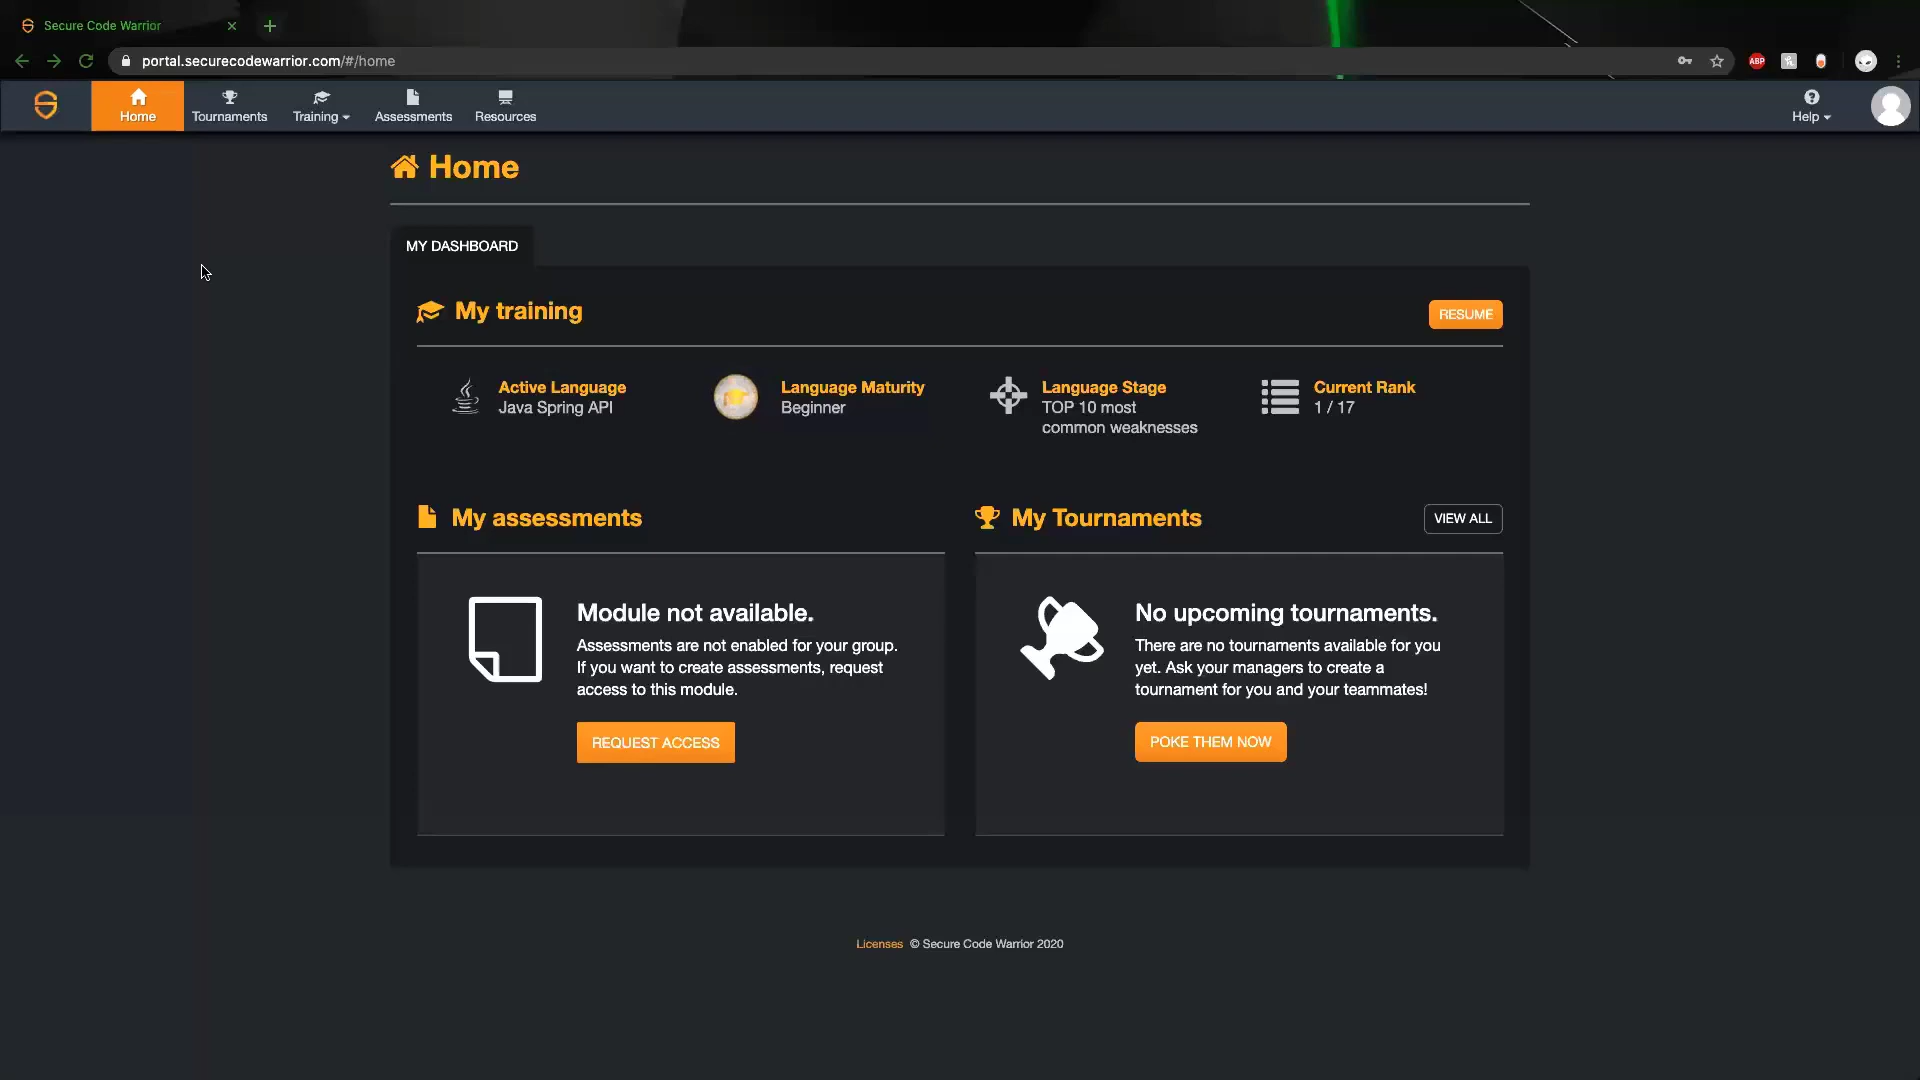 Secure Code Warrior
portal.securecodewarrior.com/#/home
ABP
Home
Tournaments
Training
Assessments
Resources
Help
Home
MY DASHBOARD
My training
RESUME
Active Language
Java Spring API
Language Maturity
Beginner
Language Stage
TOP 10 most
common weaknesses
Current Rank
1 / 17
My assessments
Module not available.
Assessments are not enabled for your group.
If you want to create assessments, request
access to this module.
REQUEST ACCESS
My Tournaments
VIEW ALL
No upcoming tournaments.
There are no tournaments available for you
yet. Ask your managers to create a
tournament for you and your teammates!
POKE THEM NOW
Licenses © Secure Code Warrior 2020